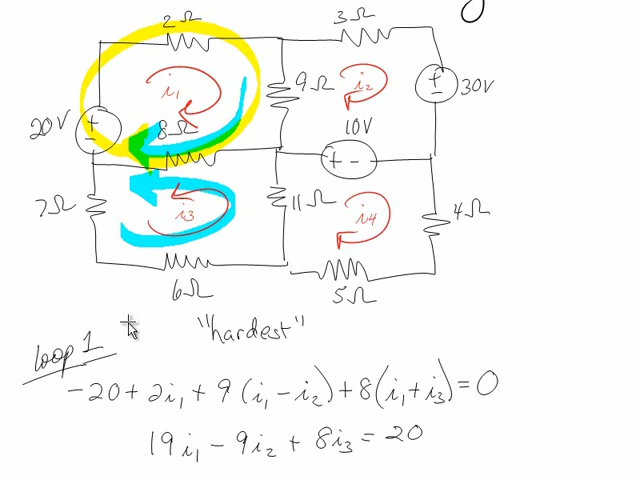 2Ω
3Ω
i1
9Ω
i2
+
-
30V
20V
+
-
8Ω
10V
+ -
7Ω
i3
11Ω
i4
4Ω
6Ω
5Ω
"hardest"
Loop 1
-20 + 2i1 + 9(i1 - i2) + 8(i1 + i3) = 0
19i1 - 9i2 + 8i3 = 20